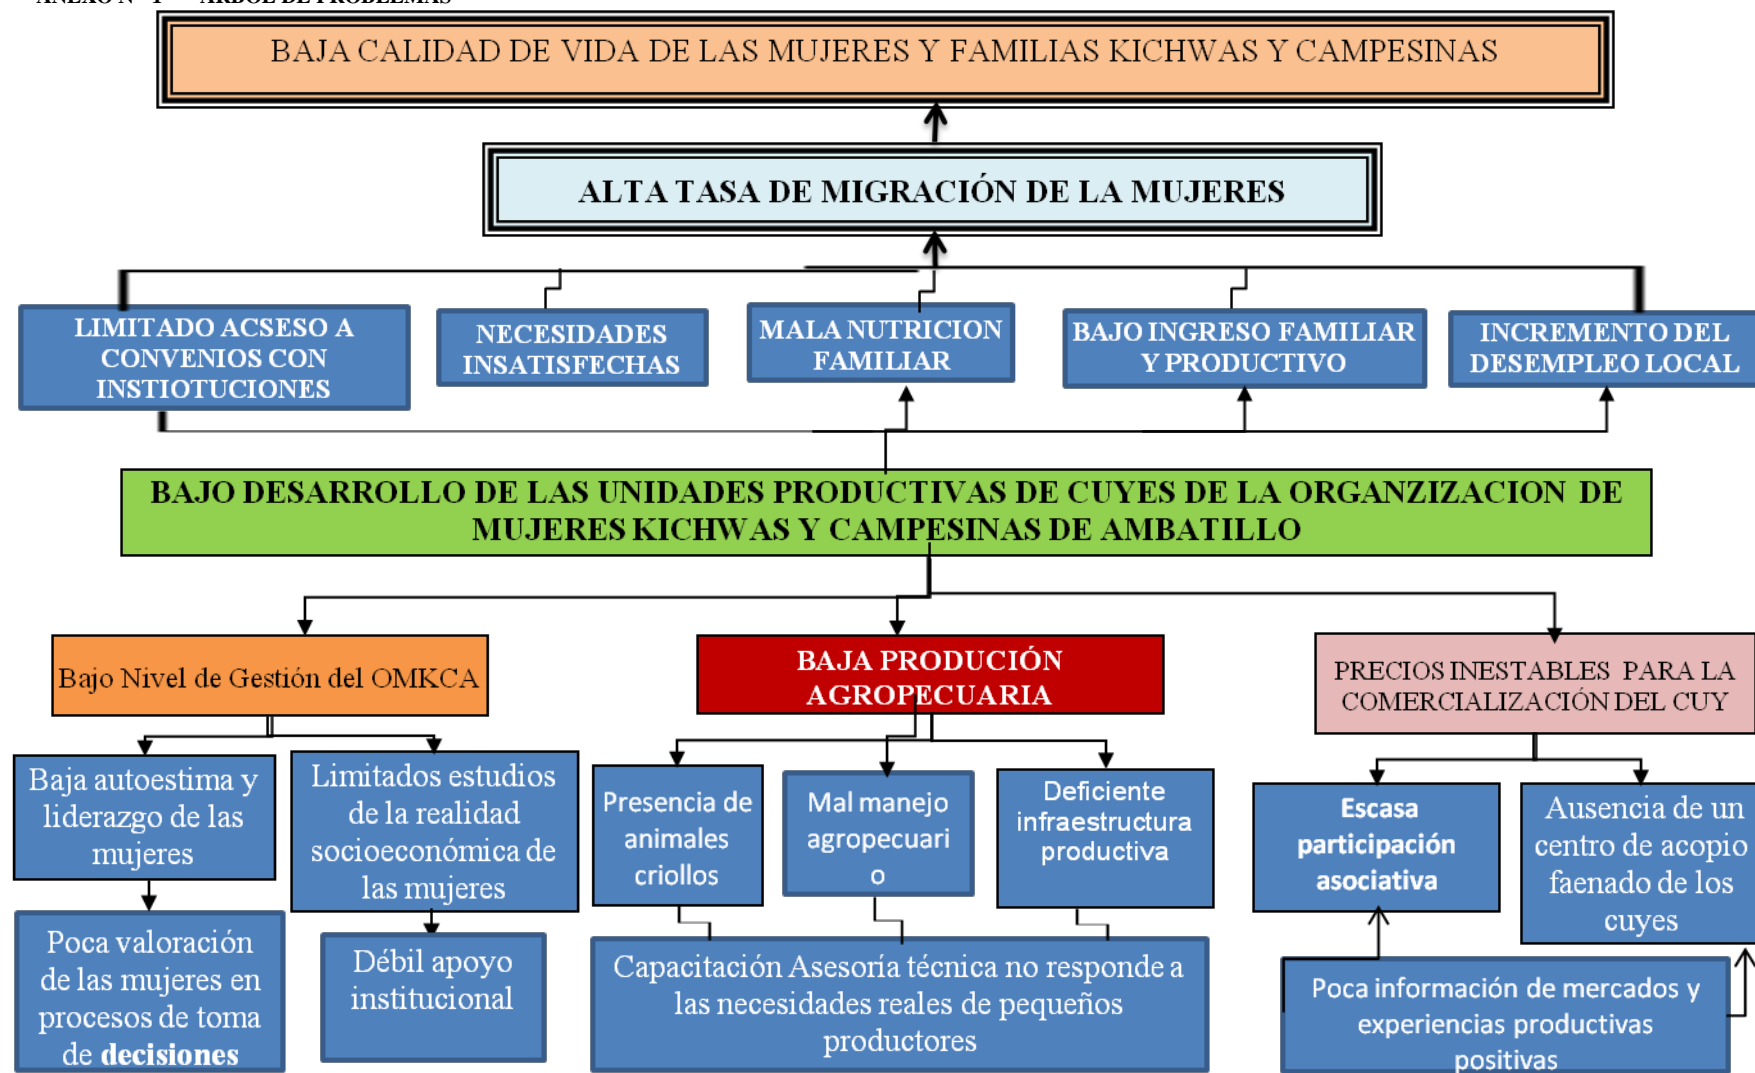 ANEXO N° 1 ARBOL DE PROBLEMAS
BAJA CALIDAD DE VIDA DE LAS MUJERES Y FAMILIAS KICHWAS Y CAMPESINAS
ALTA TASA DE MIGRACIÓN DE LA MUJERES
LIMITADO ACSESO A
CONVENIOS CON
INSTIOTUCIONES
NECESIDADES
INSATISFECHAS
MALA NUTRICION
FAMILIAR
BAJO INGRESO FAMILIAR
Y PRODUCTIVO
INCREMENTO DEL
DESEMPLEO LOCAL
BAJO DESARROLLO DE LAS UNIDADES PRODUCTIVAS DE CUYES DE LA ORGANZIZACION DE
MUJERES KICHWAS Y CAMPESINAS DE AMBATILLO
Bajo Nivel de Gestión del OMKCA
BAJA PRODUCIÓN
AGROPECUARIA
PRECIOS INESTABLES PARA LA
COMERCIALIZACIÓN DEL CUY
Baja autoestima y
liderazgo de las
mujeres
Limitados estudios
de la realidad
socioeconómica de
las mujeres
Presencia de
animales
criollos
Mal manejo
agropecuari
o
Deficiente
infraestructura
productiva
Escasa
participación
asociativa
Ausencia de un
centro de acopio
faenado de los
cuyes
Poca valoración
de las mujeres en
procesos de toma
de decisiones
Débil apoyo
institucional
Capacitación Asesoría técnica no responde a
las necesidades reales de pequeños
productores
Poca información de mercados y
experiencias productivas
positivas